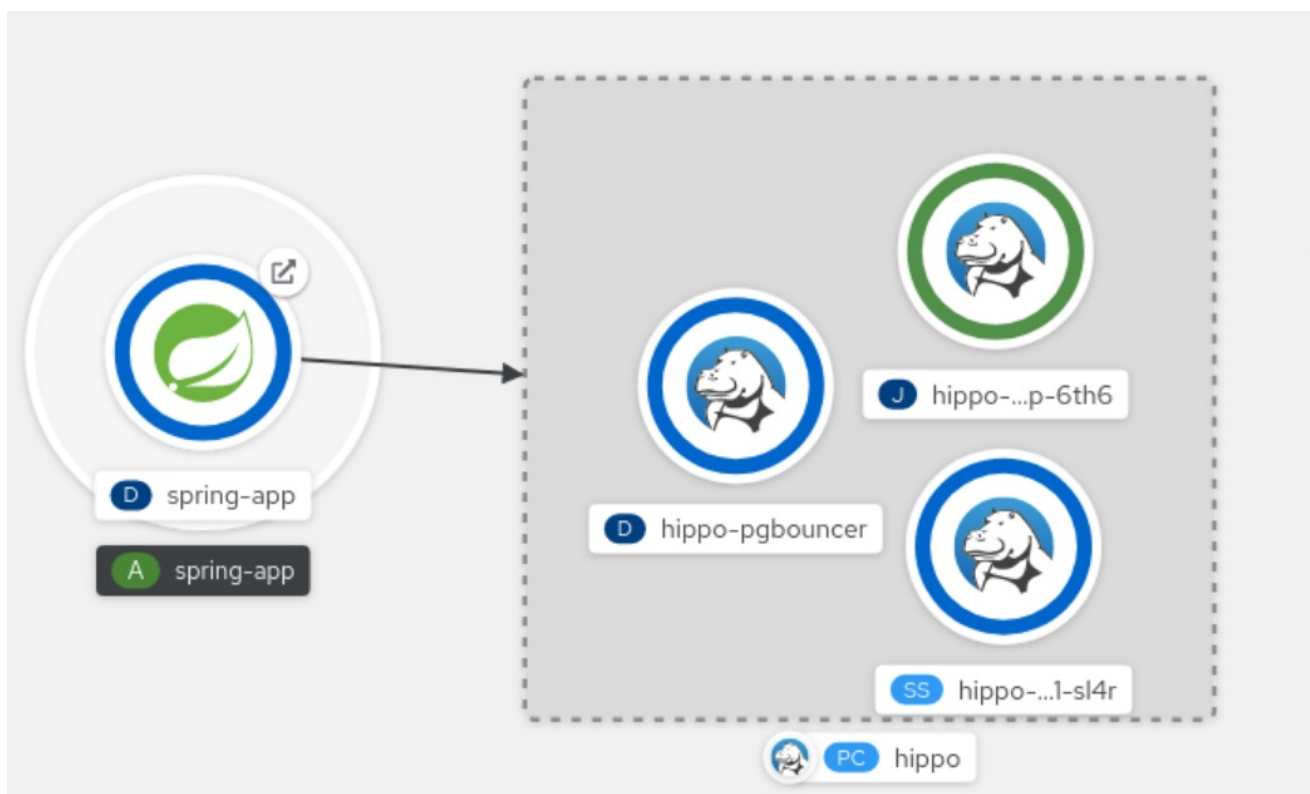 D spring-app
A spring-app
J hippo-...p-6th6
D hippo-pgbouncer
SS hippo-...1-sl4r
PC hippo